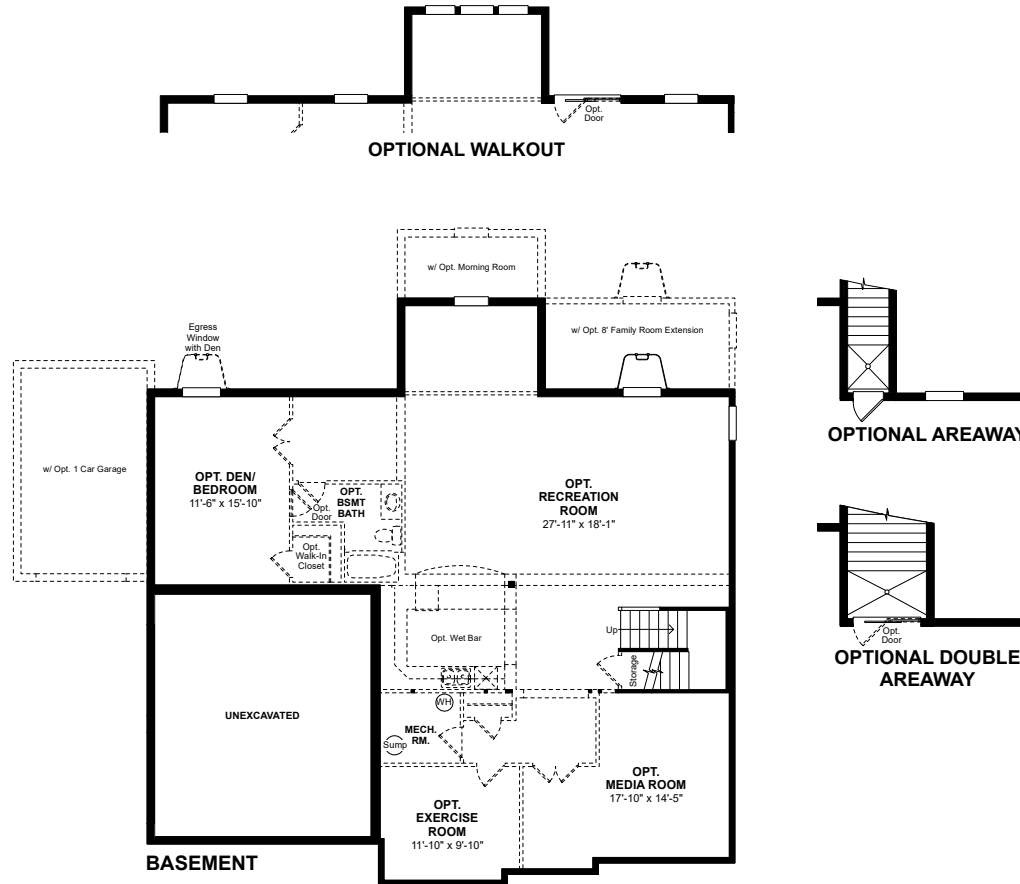 Opt.
Door
OPTIONAL WALKOUT
w/ Opt. Morning Room
w/ Opt. 8' Family Room Extension
Egress
Window
with Den
w/ Opt. 1 Car Garage
OPT. DEN/
BEDROOM
11'-6" x 15'-10"
Opt.
Door
OPT.
BSMT
BATH
Opt.
Walk-In
Closet
OPT.
RECREATION
ROOM
27'-11" x 18'-1"
Opt. Wet Bar
Up
Storage
UNEXCAVATED
WH
MECH.
RM.
Sump
OPT.
EXERCISE
ROOM
11'-10" x 9'-10"
OPT.
MEDIA ROOM
17'-10" x 14'-5"
BASEMENT
OPTIONAL AREAWAY
Opt.
Door
OPTIONAL DOUBLE
AREAWAY